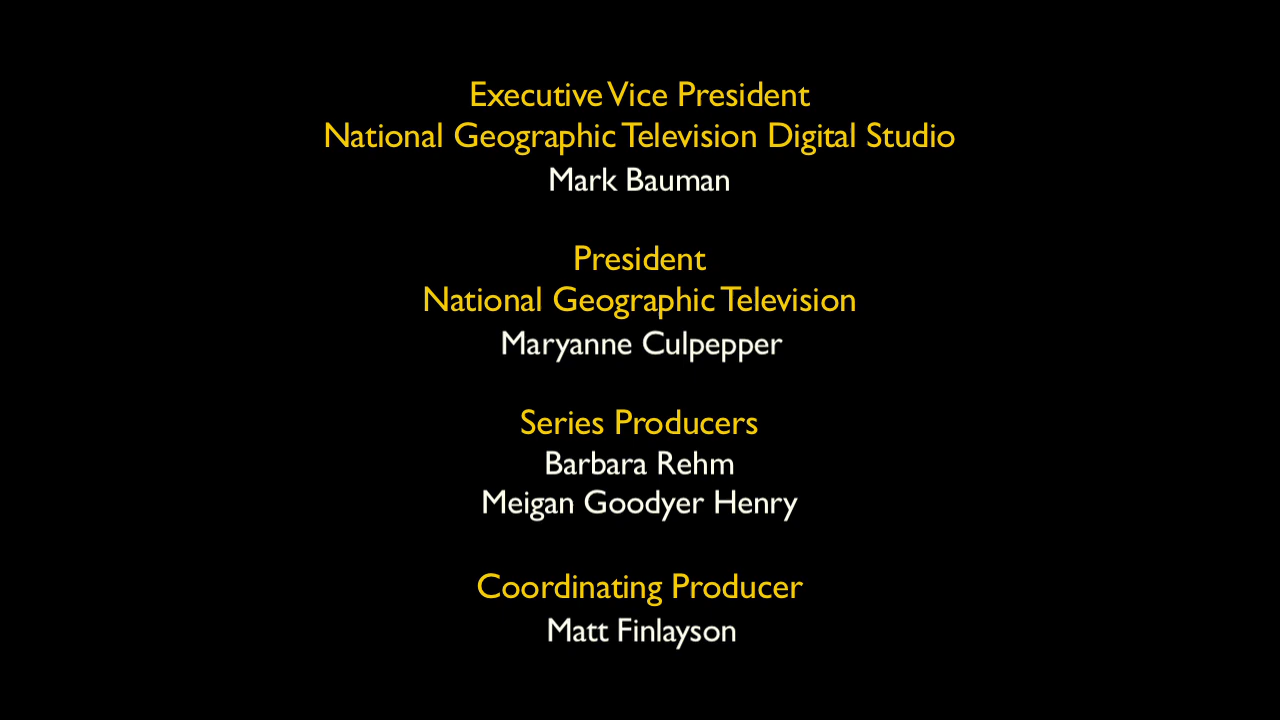 Executive Vice President
National Geographic Television Digital Studio
Mark Bauman
President
National Geographic Television
Maryanne Culpepper
Series Producers
Barbara Rehm
Meigan Goodyer Henry
Coordinating Producer
Matt Finlayson